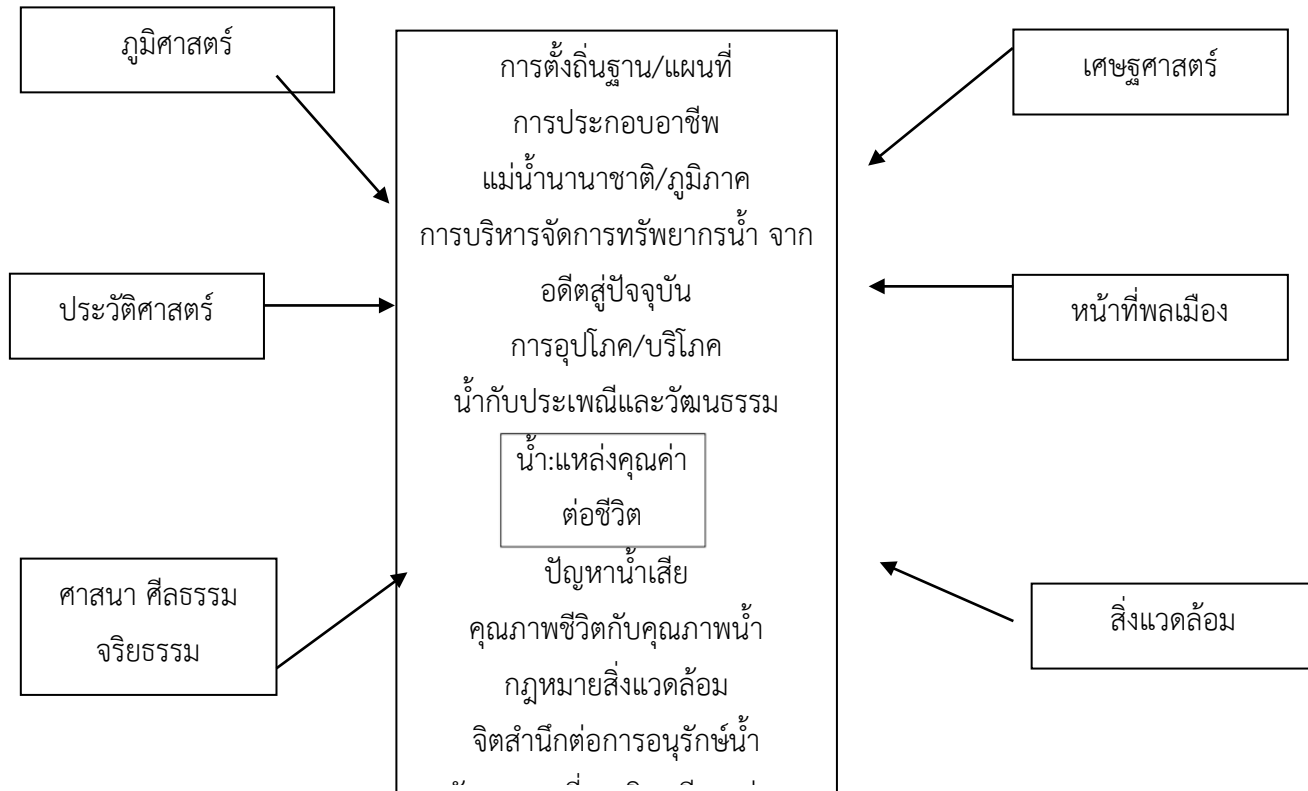 ภูมิศาสตร์
เศษฐศาสตร์
ประวัติศาสตร์
หน้าที่พลเมือง
ศาสนา ศีลธรรม
จริยธรรม
สิ่งแวดล้อม
การตั้งถิ่นฐาน/แผนที่
การประกอบอาชีพ
แม่น้ำนานาชาติ/ภูมิภาค
การบริหารจัดการทรัพยากรน้ำ จาก
อดีตสู่ปัจจุบัน
การอุปโภค/บริโภค
น้ำกับประเพณีและวัฒนธรรม
น้ำ:แหล่งคุณค่า
ต่อชีวิต
ปัญหาน้ำเสีย
คุณภาพชีวิตกับคุณภาพน้ำ
กฎหมายสิ่งแวดล้อม
จิตสำนึกต่อการอนุรักษ์น้ำ